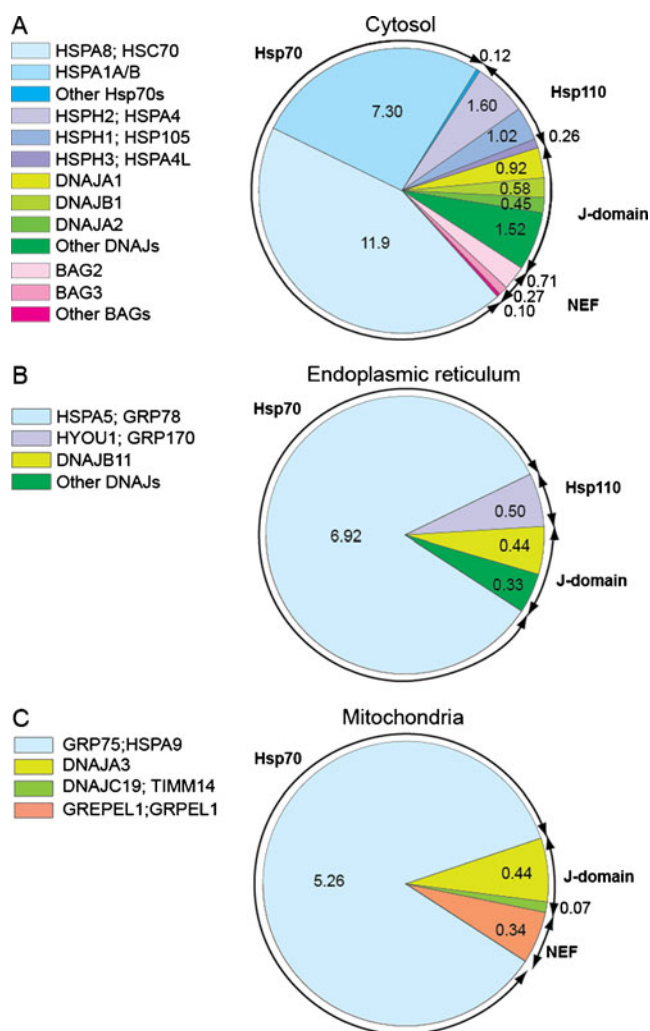 A
Cytosol
HSPA8; HSC70
HSPA1A/B
Other Hsp70s
HSPH2; HSPA4
HSPH1; HSP105
HSPH3; HSPA4L
DNAJA1
DNAJB1
DNAJA2
Other DNAJs
BAG2
BAG3
Other BAGs
Hsp70
0.12
Hsp110
7.30
1.60
1.02
0.26
0.92
0.58
0.45
J-domain
1.52
11.9
0.71
0.27
NEF
0.10
B
Endoplasmic reticulum
HSPA5; GRP78
HYOU1; GRP170
DNAJB11
Other DNAJs
Hsp70
Hsp110
0.50
6.92
0.44
J-domain
0.33
C
Mitochondria
GRP75;HSPA9
DNAJA3
DNAJC19; TIMM14
GREPEL1;GRPEL1
Hsp70
5.26
0.44
J-domain
0.07
0.34
NEF